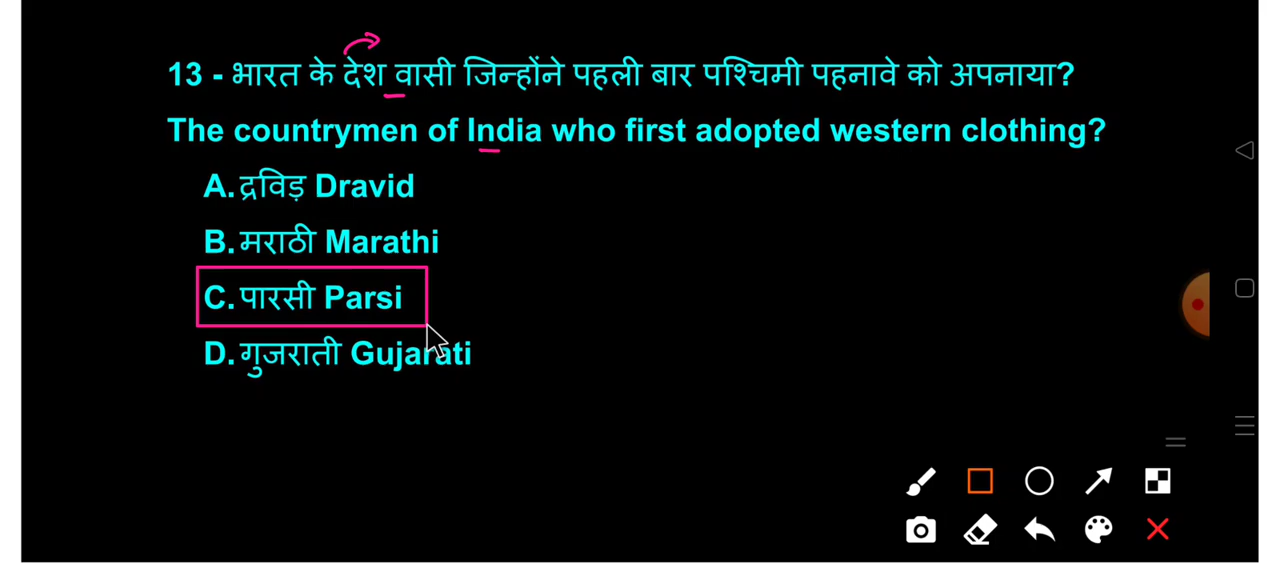 13 - भारत के देश वासी जिन्होंने पहली बार पश्चिमी पहनावे को अपनाया?
The countrymen of India who first adopted western clothing?
A. द्रविड़ Dravid
B. मराठी Marathi
C. पारसी Parsi
D. गुजराती Gujarati